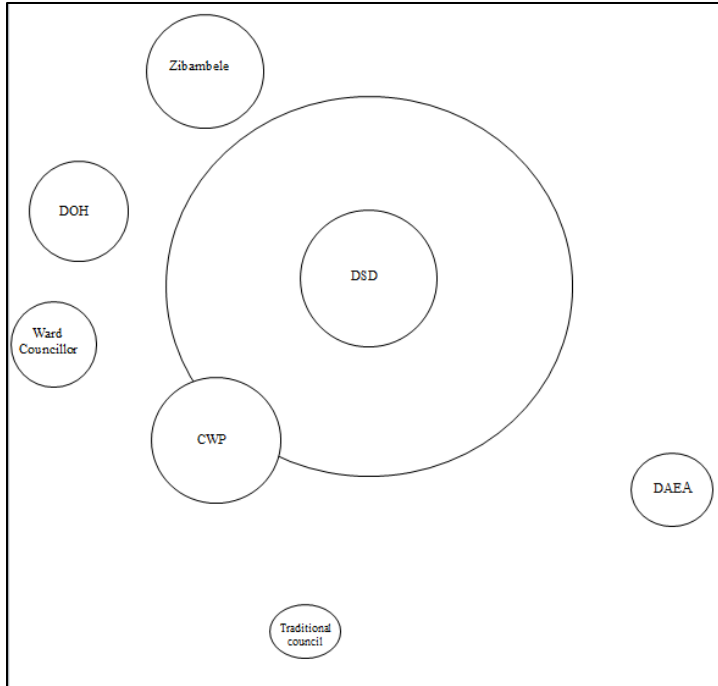 Zibambele
DOH
DSD
Ward
Councillor
CWP
DAEA
Traditional
council